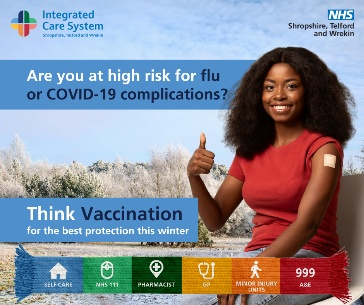 Integrated
Care System
Shropshire, Telford and Wrekin
NHS
Shropshire, Telford
and Wrekin
Are you at high risk for flu
or COVID-19 complications?
Think Vaccination
for the best protection this winter
SELF-CARE
NHS 111
PHARMACIST
GP
MINOR INJURY
UNITS
999
A&E